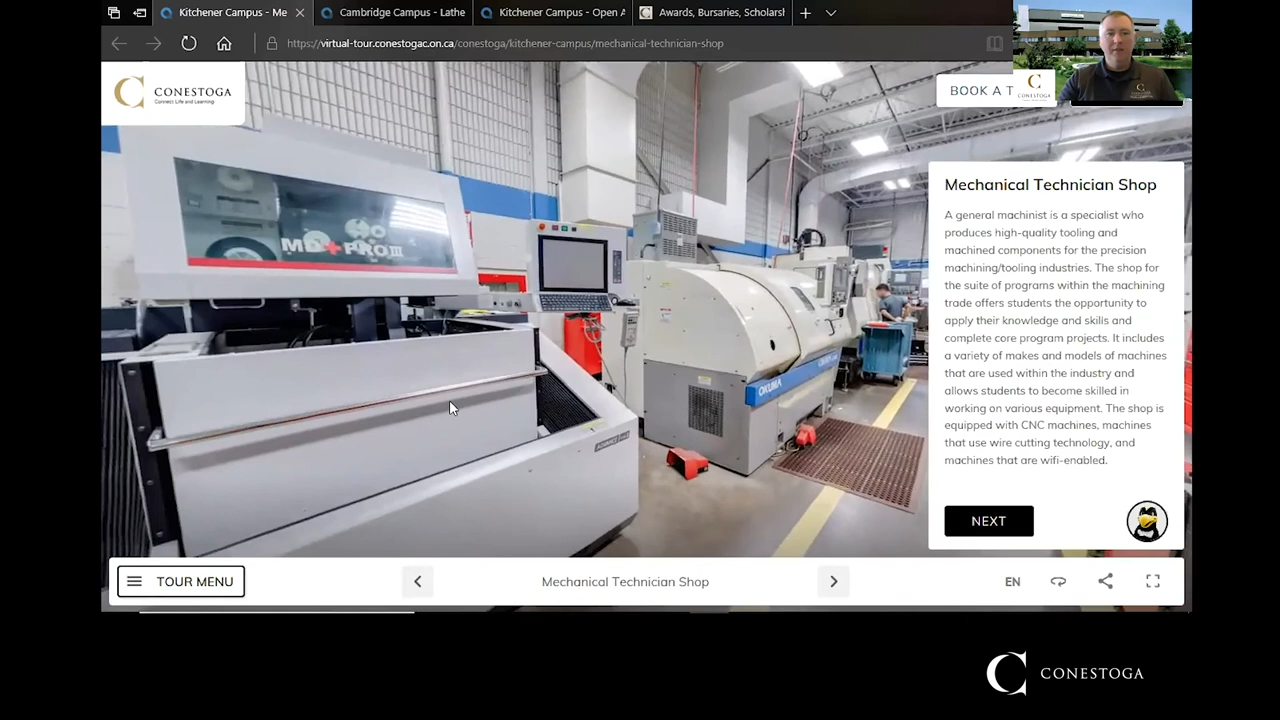 Kitchener Campus - Me
Cambridge Campus - Lathe
Kitchener Campus - Open A
Awards, Bursaries, Scholarsh
https://virtual-tour.conestogac.on.ca/conestoga/kitchener-campus/mechanical-technician-shop
CONESTOGA
Connect Life and Learning
BOOK A T
CONESTOGA
Mechanical Technician Shop
A general machinist is a specialist who
produces high-quality tooling and
machined components for the precision
machining/tooling industries. The shop for
the suite of programs within the machining
trade offers students the opportunity to
apply their knowledge and skills and
complete core program projects. It includes
a variety of makes and models of machines
that are used within the industry and
allows students to become skilled in
working on various equipment. The shop is
equipped with CNC machines, machines
that use wire cutting technology, and
machines that are wifi-enabled.
NEXT
MD+PRO III
OKUMA
TOUR MENU
Mechanical Technician Shop
EN
CONESTOGA